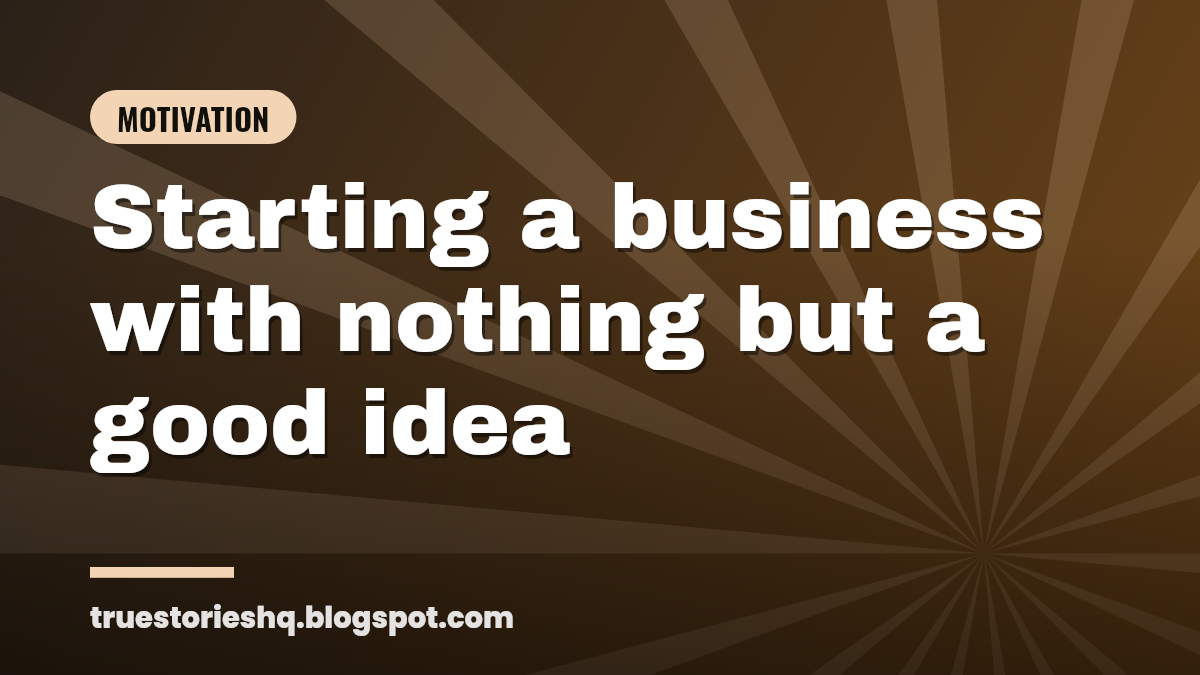 MOTIVATION
Starting a business
with nothing but a
good idea
truestorieshq.blogspot.com